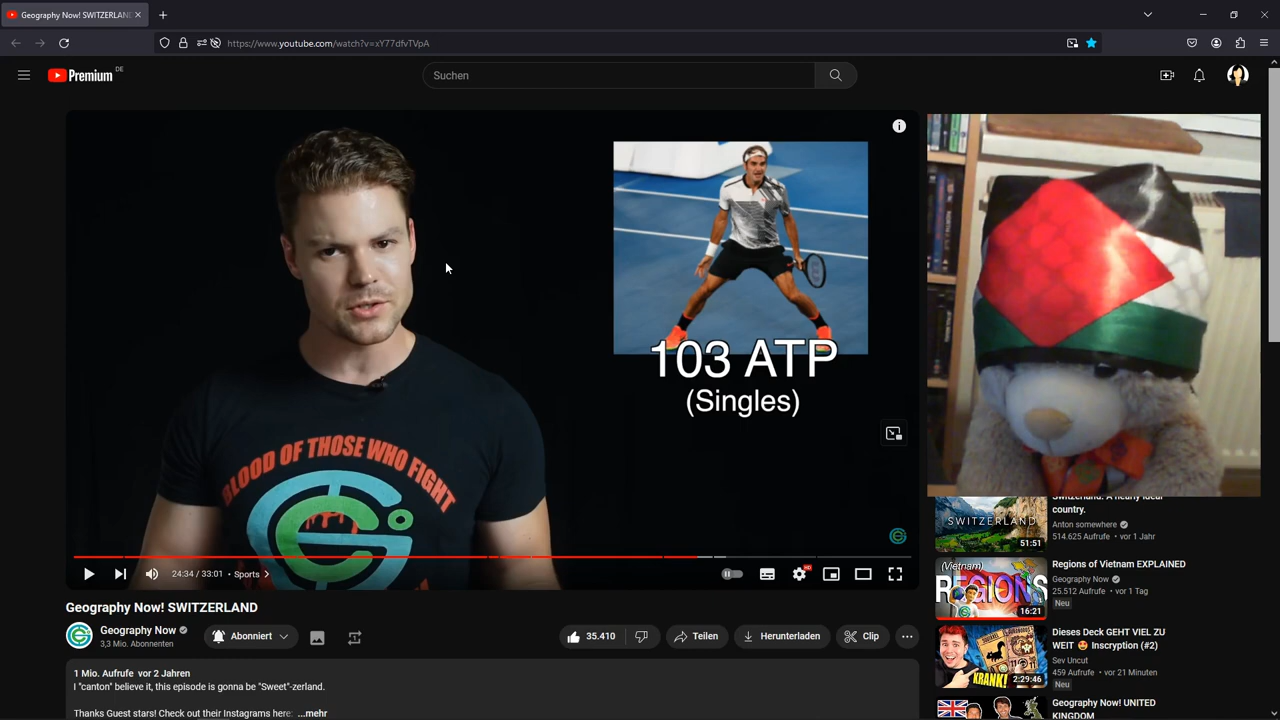 Geography Now! SWITZERLAND
https://www.youtube.com/watch?v=xY77dfvTVpA
Premium DE
Suchen
103 ATP
(Singles)
BLOOD OF THOSE WHO FIGHT
24:34 / 33:01 • Sports
HD
Geography Now! SWITZERLAND
Geography Now
3,3 Mio. Abonnenten
Abonniert
35.410
Teilen
Herunterladen
Clip
1 Mio. Aufrufe vor 2 Jahren
I "canton" believe it, this episode is gonna be "Sweet"-zerland.
Thanks Guest stars! Check out their Instagrams here: ...mehr
SWITZERLAND
51:51
Switzerland. A nearly ideal
country.
Anton somewhere
514.625 Aufrufe • vor 1 Jahr
(Vietnam)
REGIONS
16:21
Regions of Vietnam EXPLAINED
Geography Now
25.512 Aufrufe • vor 1 Tag
Neu
KRANK!
2:29:46
Dieses Deck GEHT VIEL ZU
WEIT 🤩 Inscryption (#2)
Sev Uncut
459 Aufrufe • vor 21 Minuten
Neu
Geography Now! UNITED
KINGDOM